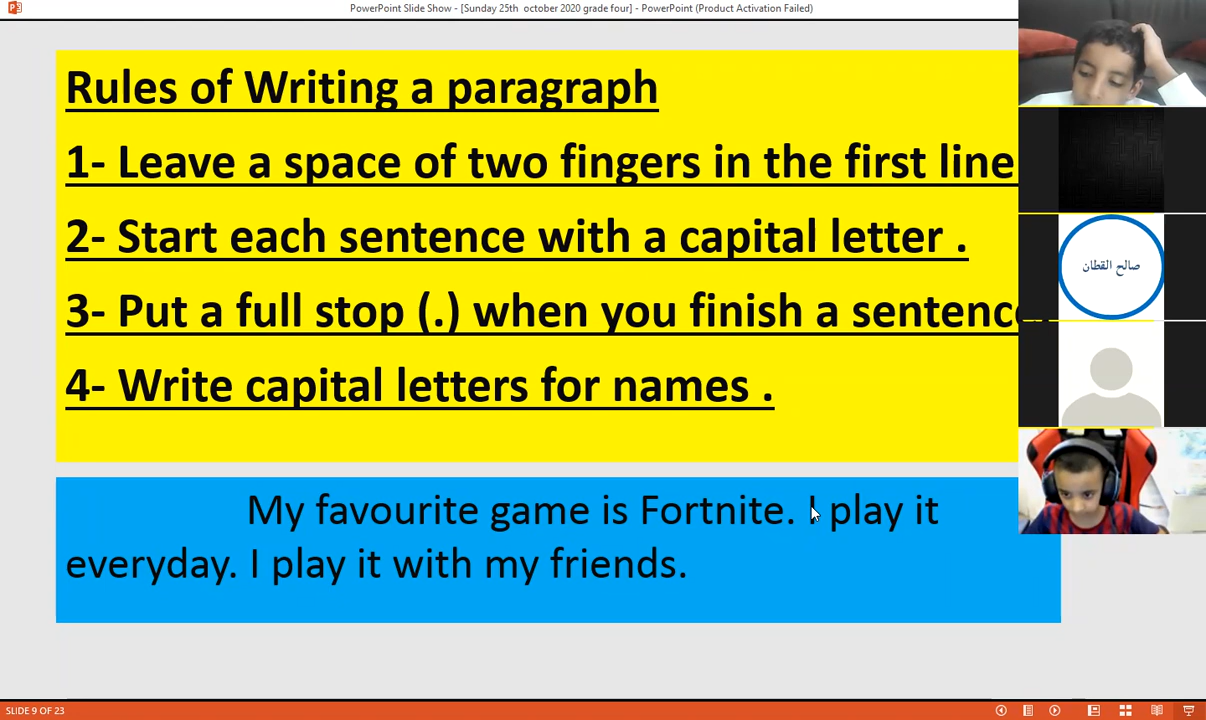 PowerPoint Slide Show - [Sunday 25th october 2020 grade four] - PowerPoint (Product Activation Failed)
Rules of Writing a paragraph
1- Leave a space of two fingers in the first line
2- Start each sentence with a capital letter .
3- Put a full stop (.) when you finish a sentence
4- Write capital letters for names .
My favourite game is Fortnite. I play it
everyday. I play it with my friends.
صالح القطان
SLIDE 9 OF 23